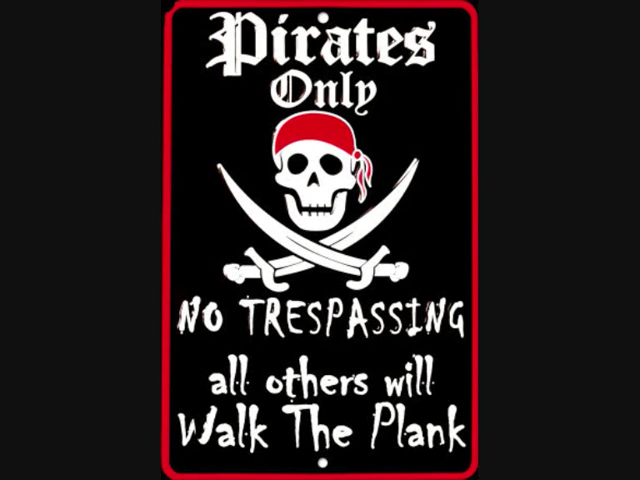 Pirates
Only
NO TRESPASSING
all others will
Walk The Plank